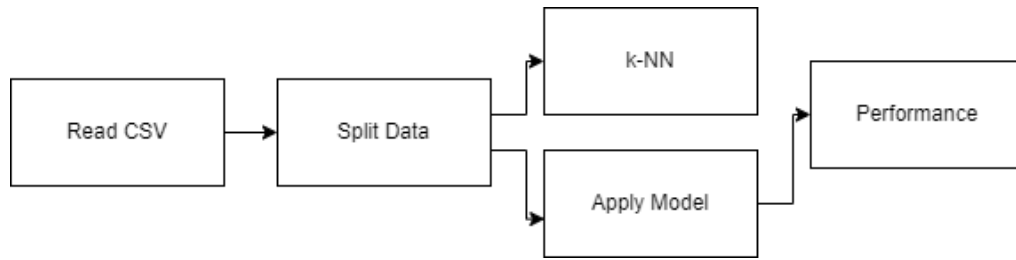 Read CSV
Split Data
k-NN
Apply Model
Performance